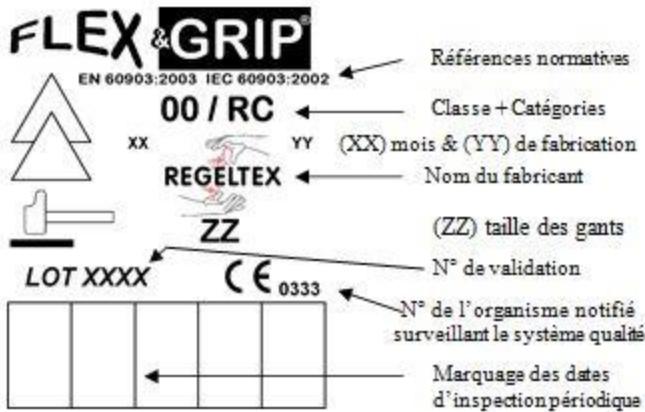 FLEX & GRIP®
EN 60903:2003 IEC 60903:2002
Références normatives
00 / RC
Classe + Catégories
XX
YY
(XX) mois & (YY) de fabrication
REGELTEX
Nom du fabricant
ZZ
(ZZ) taille des gants
LOT XXXX
N° de validation
CE 0333
N° de l'organisme notifié
surveillant le système qualité
Marquage des dates
d'inspection périodique